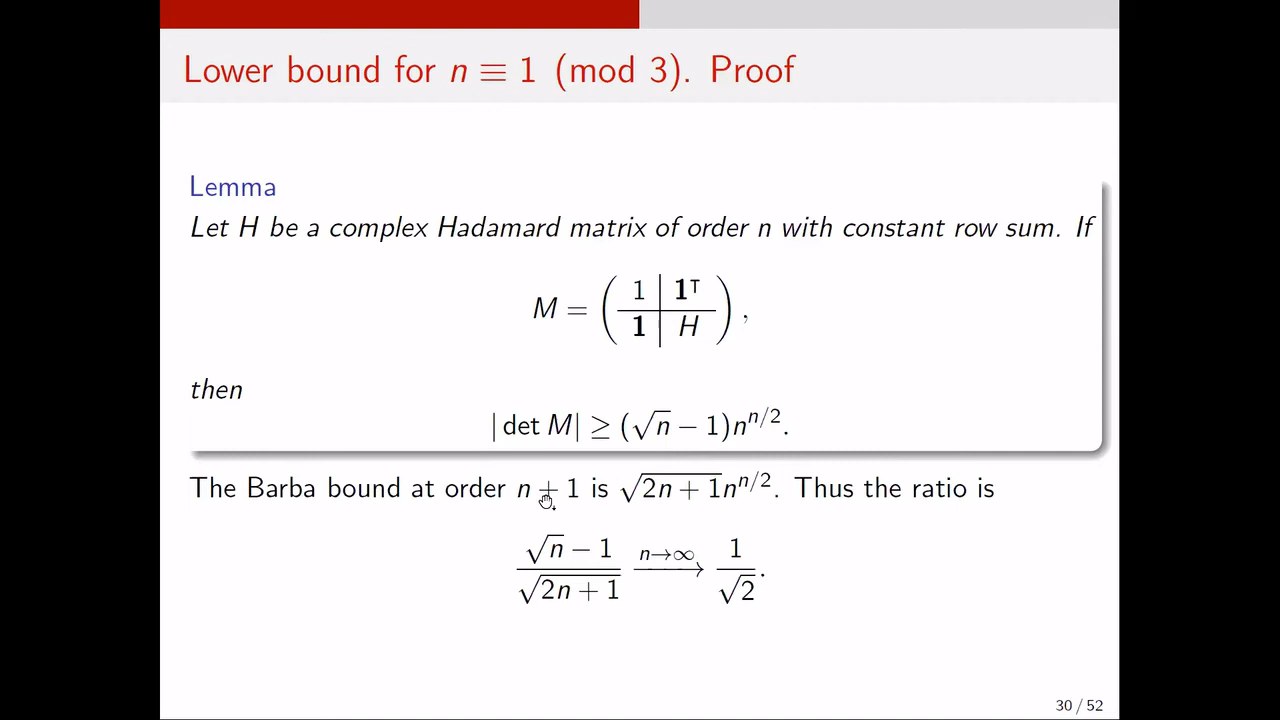 Lower bound for n ≡ 1 (mod 3). Proof
Lemma
Let H be a complex Hadamard matrix of order n with constant row sum. If
M = ( 1 | 𝟏⊤
𝟏 | H ) ,
then
| det M| ≥ (√n − 1)n^{n/2}.
The Barba bound at order n + 1 is √(2n + 1)n^{n/2}. Thus the ratio is
(√n − 1)/√(2n + 1) →^{n→∞} 1/√2.
30 / 52